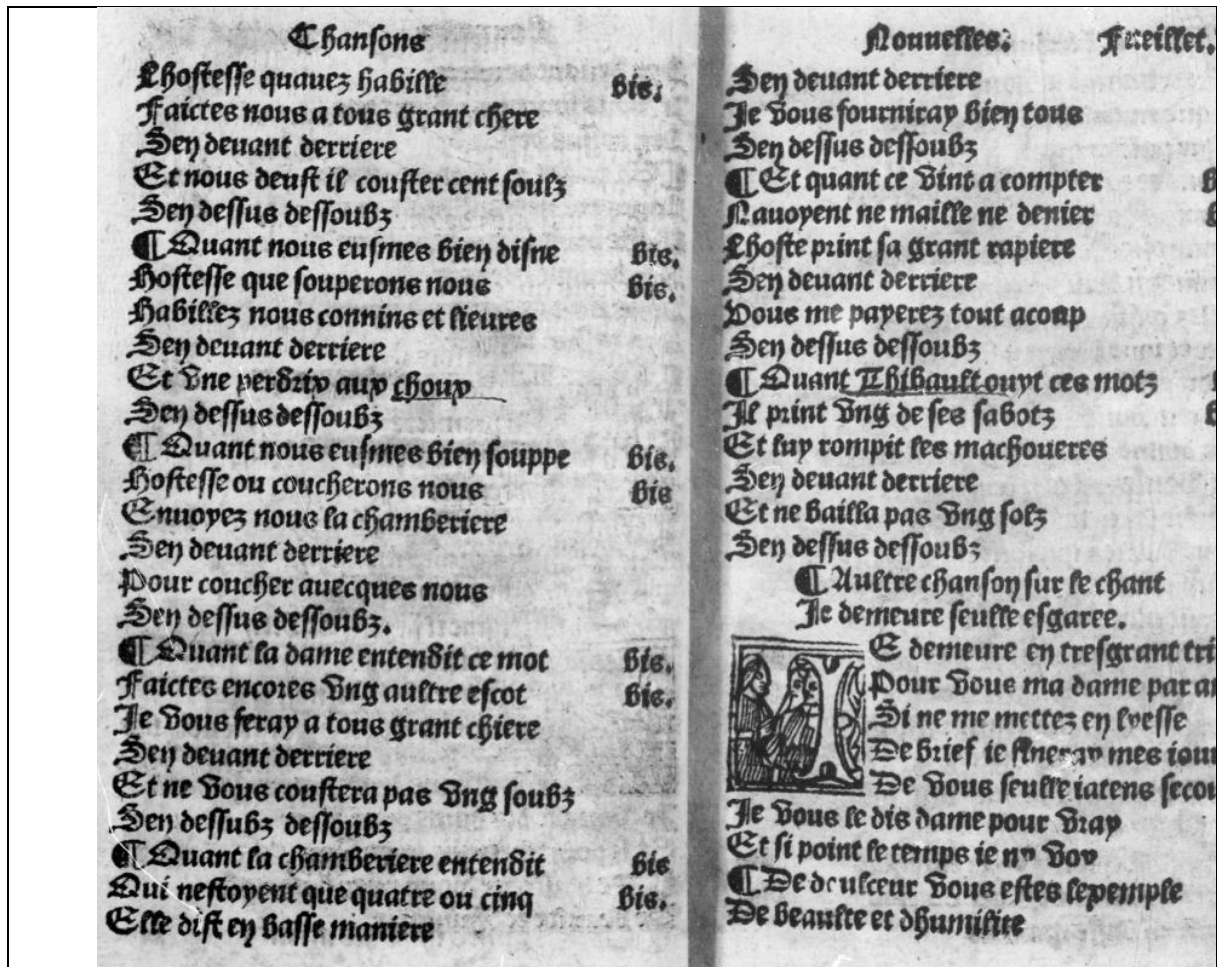 Chansons
Lhostesse quauez habille bis.
Faictes nous a tous grant chere
Sen deuant derriere
Et nous deust il couster cent soulz
Sen dessus dessoubz
¶ Quant nous eusmes bien disne bis.
Hostesse que souperons nous bis.
Habillez nous connins et lieures
Sen deuant derriere
Et vne perdrix aux choux
Sen dessus dessoubz
¶ Quant nous eusmes bien souppe bis.
Hostesse ou coucherons nous bis
Enuoyez nous la chamberiere
Sen deuant derriere
Pour coucher auecques nous
Sen dessus dessoubz.
¶ Quant la dame entendit ce mot bis.
Faictes encores vng aultre escot bis.
Je vous feray a tous grant chiere
Sen deuant derriere
Et ne vous coustera pas vng soubz
Sen dessubz dessoubz
¶ Quant la chamberiere entendit bis
Qui nestoyent que quatre ou cinq bis.
Elle dist en basse maniere
Nouuelles. Fueillet.
Sen deuant derriere
Je vous fourniray bien tous
Sen dessus dessoubz
¶ Et quant ce vint a compter
Nauoyent ne maille ne denier
Lhoste print sa grant rapiere
Sen deuant derriere
Vous me payerez tout acoup
Sen dessus dessoubz
¶ Quant Thibault ouyt ces motz
Jl print vng de ses sabotz
Et luy rompit les machoueres
Sen deuant derriere
Et ne bailla pas vng solz
Sen dessus dessoubz
¶ Aultre chanson sur le chant
Je demeure seulle esgaree.
JE demeure en tresgrant tri
Pour vous ma dame par
Si ne me mettez en lyesse
De brief ie fineray mes iour
De vous seulle iatens secou
Je vous le dis dame pour vray
Et si point le temps ie ny voy
¶ De doulceur vous estes lexemple
De beaulte et dhumilite